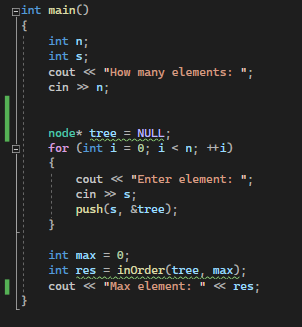 int main()
{
    int n;
    int s;
    cout << "How many elements: ";
    cin >> n;
    node* tree = NULL;
    for (int i = 0; i < n; ++i)
    {
        cout << "Enter element: ";
        cin >> s;
        push(s, &tree);
    }
    int max = 0;
    int res = inOrder(tree, max);
    cout << "Max element: " << res;
}